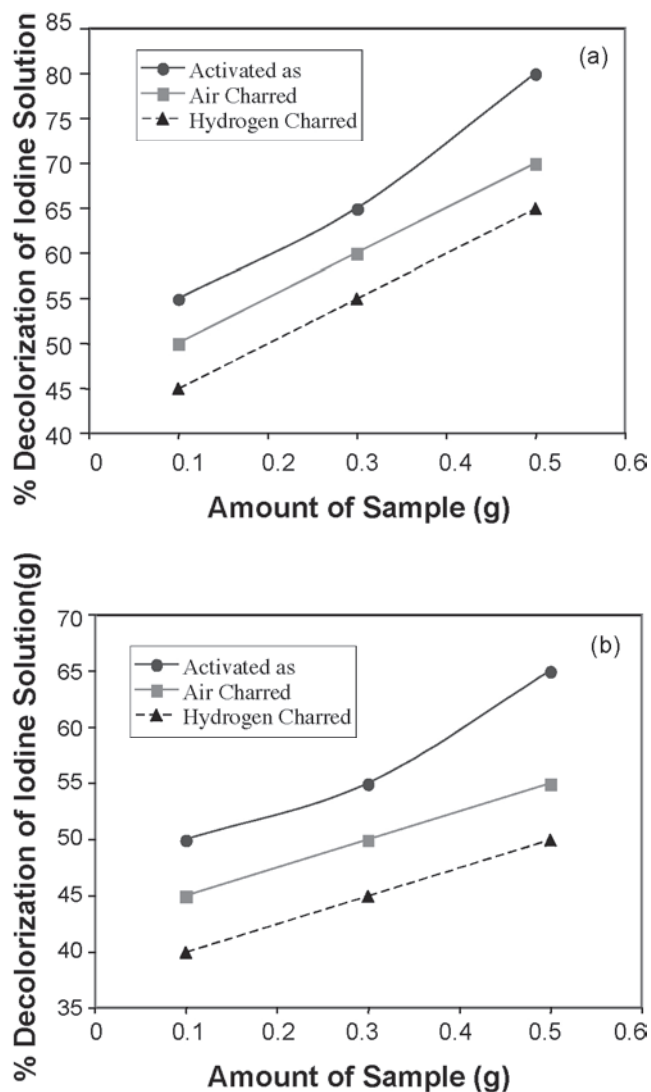 85
80
75
70
65
60
55
50
45
40
% Decolorization of Iodine Solution
(a)
Activated as
Air Charred
Hydrogen Charred
0 0.1 0.2 0.3 0.4 0.5 0.6
Amount of Sample (g)
70
65
60
55
50
45
40
35
% Decolorization of Iodine Solution(g)
(b)
Activated as
Air Charred
Hydrogen Charred
0 0.1 0.2 0.3 0.4 0.5 0.6
Amount of Sample (g)